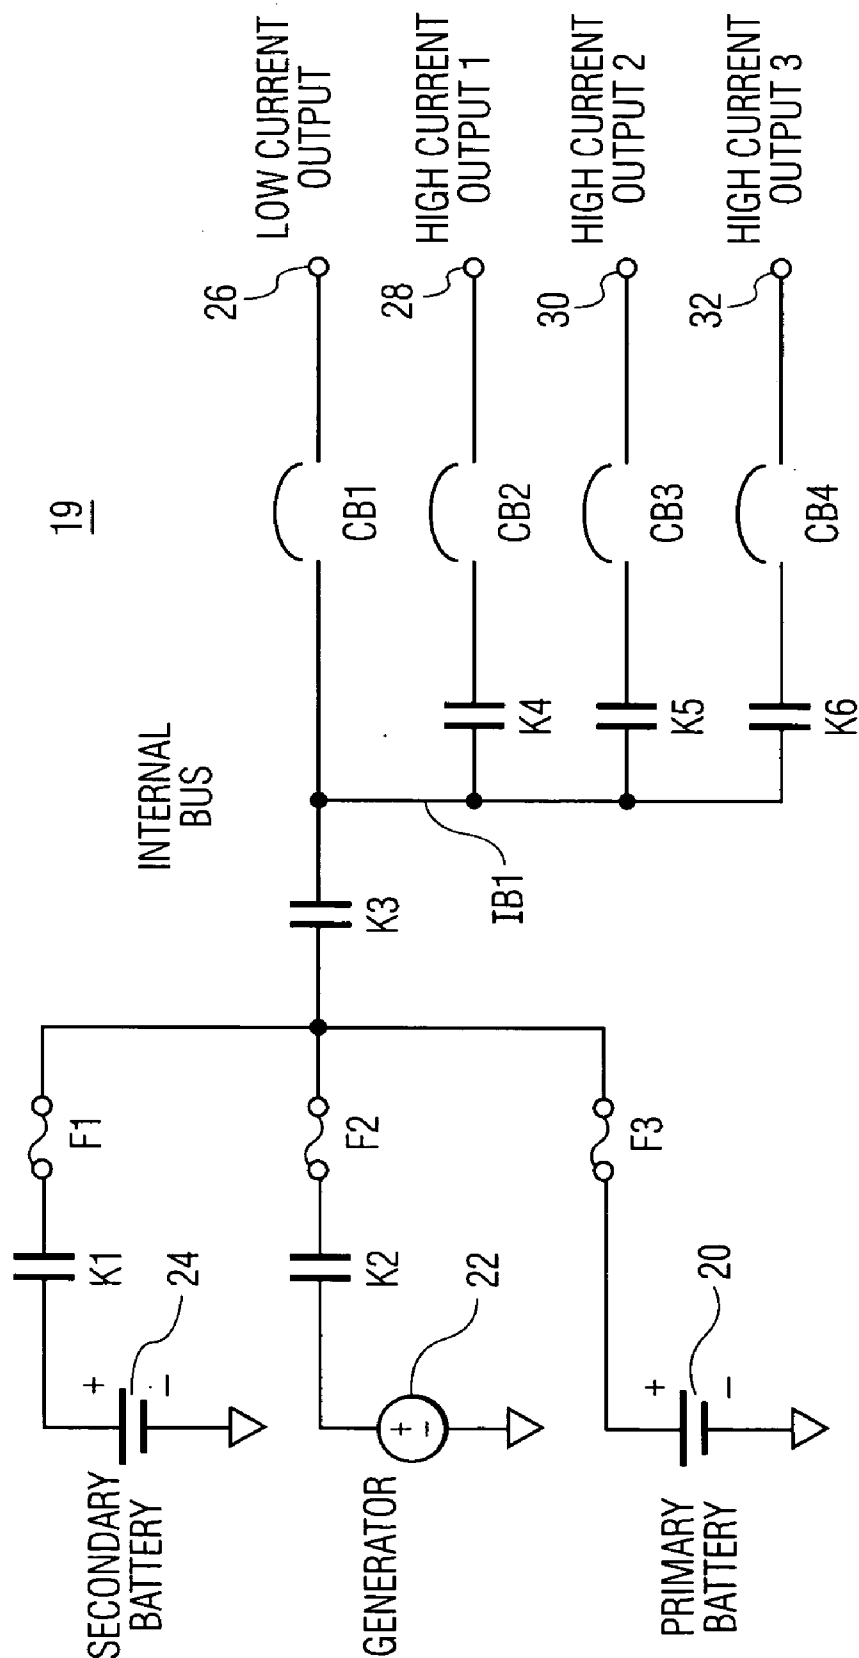 19
SECONDARY
BATTERY
+
−
24
K1
F1
GENERATOR
+
−
22
K2
F2
PRIMARY
BATTERY
+
−
20
F3
K3
INTERNAL
BUS
IB1
CB1
26
LOW CURRENT
OUTPUT
K4
CB2
28
HIGH CURRENT
OUTPUT 1
K5
CB3
30
HIGH CURRENT
OUTPUT 2
K6
CB4
32
HIGH CURRENT
OUTPUT 3